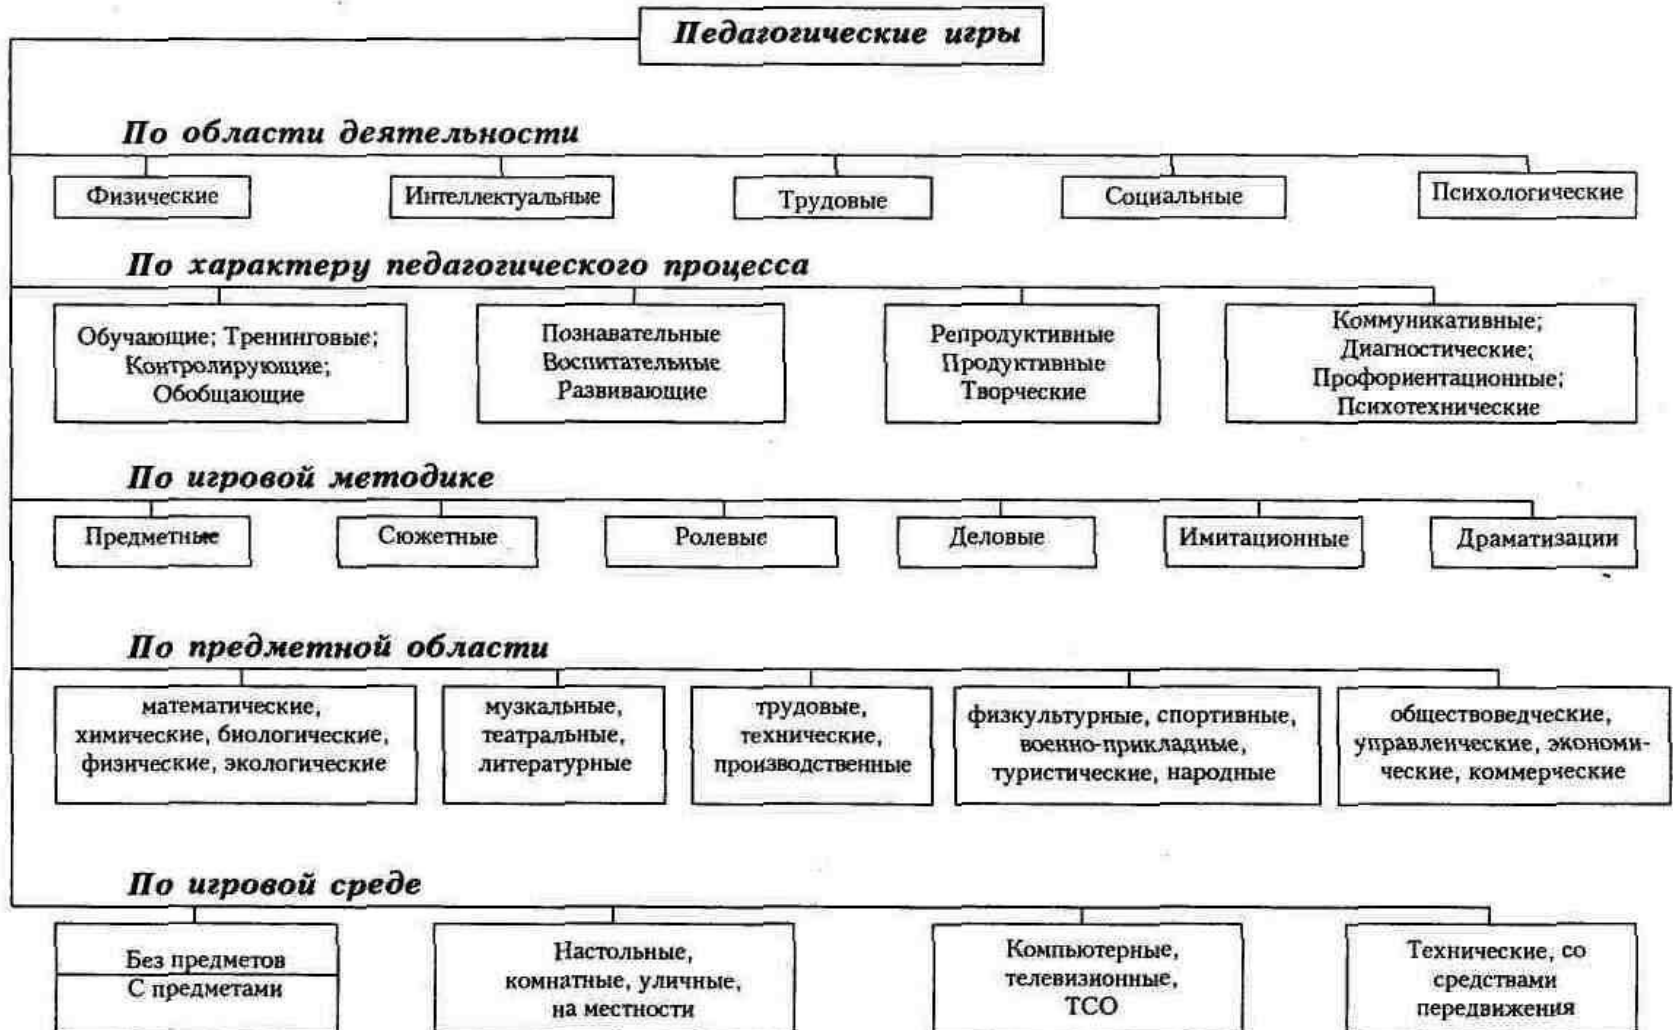 Педагогические игры
По области деятельности
Физические
Интеллектуальные
Трудовые
Социальные
Психологические
По характеру педагогического процесса
Обучающие; Тренинговые;
Контролирующие;
Обобщающие
Познавательные
Воспитательные
Развивающие
Репродуктивные
Продуктивные
Творческие
Коммуникативные;
Диагностические;
Профориентационные;
Психотехнические
По игровой методике
Предметные
Сюжетные
Ролевые
Деловые
Имитационные
Драматизации
По предметной области
математические,
химические, биологические,
физические, экологические
музкальные,
театральные,
литературные
трудовые,
технические,
производственные
физкультурные, спортивные,
военно-прикладные,
туристические, народные
обществоведческие,
управленческие, экономи-
ческие, коммерческие
По игровой среде
Без предметов
С предметами
Настольные,
комнатные, уличные,
на местности
Компьютерные,
телевизионные,
ТСО
Технические, со
средствами
передвижения